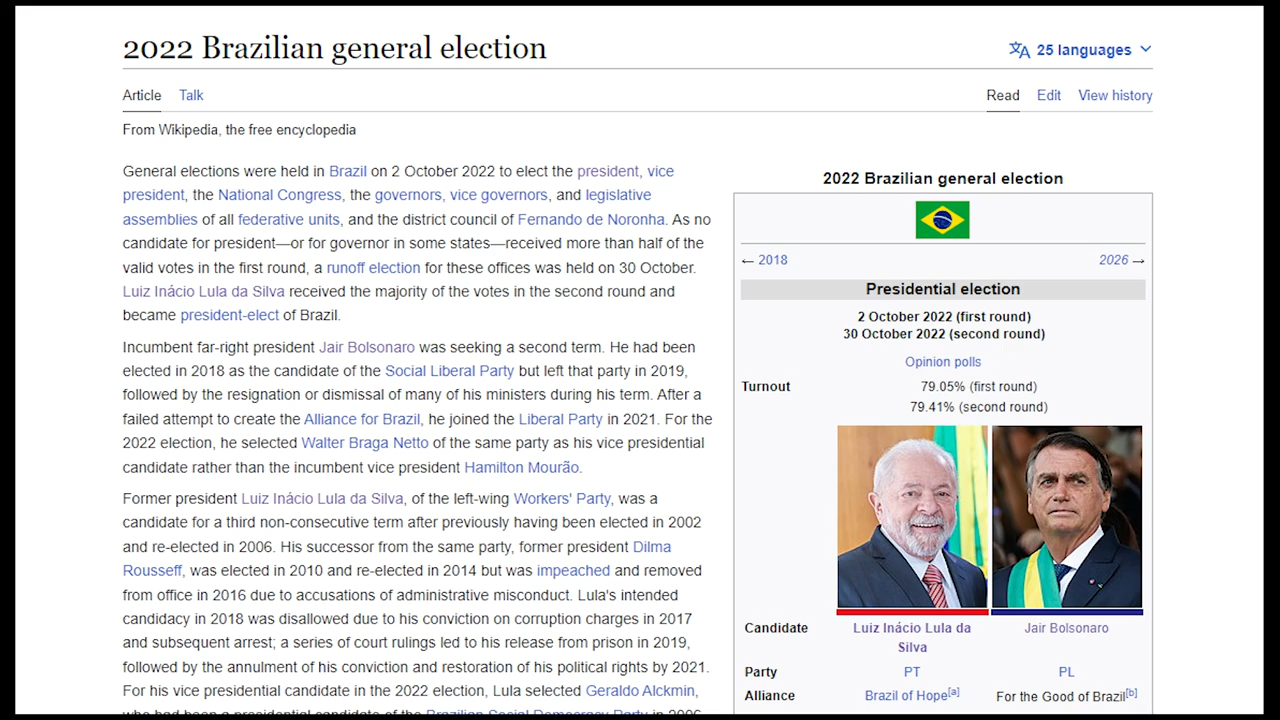 2022 Brazilian general election
25 languages
Article Talk
Read Edit View history
From Wikipedia, the free encyclopedia
General elections were held in Brazil on 2 October 2022 to elect the president, vice
president, the National Congress, the governors, vice governors, and legislative
assemblies of all federative units, and the district council of Fernando de Noronha. As no
candidate for president—or for governor in some states—received more than half of the
valid votes in the first round, a runoff election for these offices was held on 30 October.
Luiz Inácio Lula da Silva received the majority of the votes in the second round and
became president-elect of Brazil.
Incumbent far-right president Jair Bolsonaro was seeking a second term. He had been
elected in 2018 as the candidate of the Social Liberal Party but left that party in 2019,
followed by the resignation or dismissal of many of his ministers during his term. After a
failed attempt to create the Alliance for Brazil, he joined the Liberal Party in 2021. For the
2022 election, he selected Walter Braga Netto of the same party as his vice presidential
candidate rather than the incumbent vice president Hamilton Mourão.
Former president Luiz Inácio Lula da Silva, of the left-wing Workers' Party, was a
candidate for a third non-consecutive term after previously having been elected in 2002
and re-elected in 2006. His successor from the same party, former president Dilma
Rousseff, was elected in 2010 and re-elected in 2014 but was impeached and removed
from office in 2016 due to accusations of administrative misconduct. Lula's intended
candidacy in 2018 was disallowed due to his conviction on corruption charges in 2017
and subsequent arrest; a series of court rulings led to his release from prison in 2019,
followed by the annulment of his conviction and restoration of his political rights by 2021.
For his vice presidential candidate in the 2022 election, Lula selected Geraldo Alckmin,
who had been a presidential candidate of the Brazilian Social Democracy Party in 2006
2022 Brazilian general election
← 2018 2026 →
Presidential election
2 October 2022 (first round)
30 October 2022 (second round)
Opinion polls
Turnout 79.05% (first round)
79.41% (second round)
Candidate Luiz Inácio Lula da Silva Jair Bolsonaro
Party PT PL
Alliance Brazil of Hope[a] For the Good of Brazil[b]